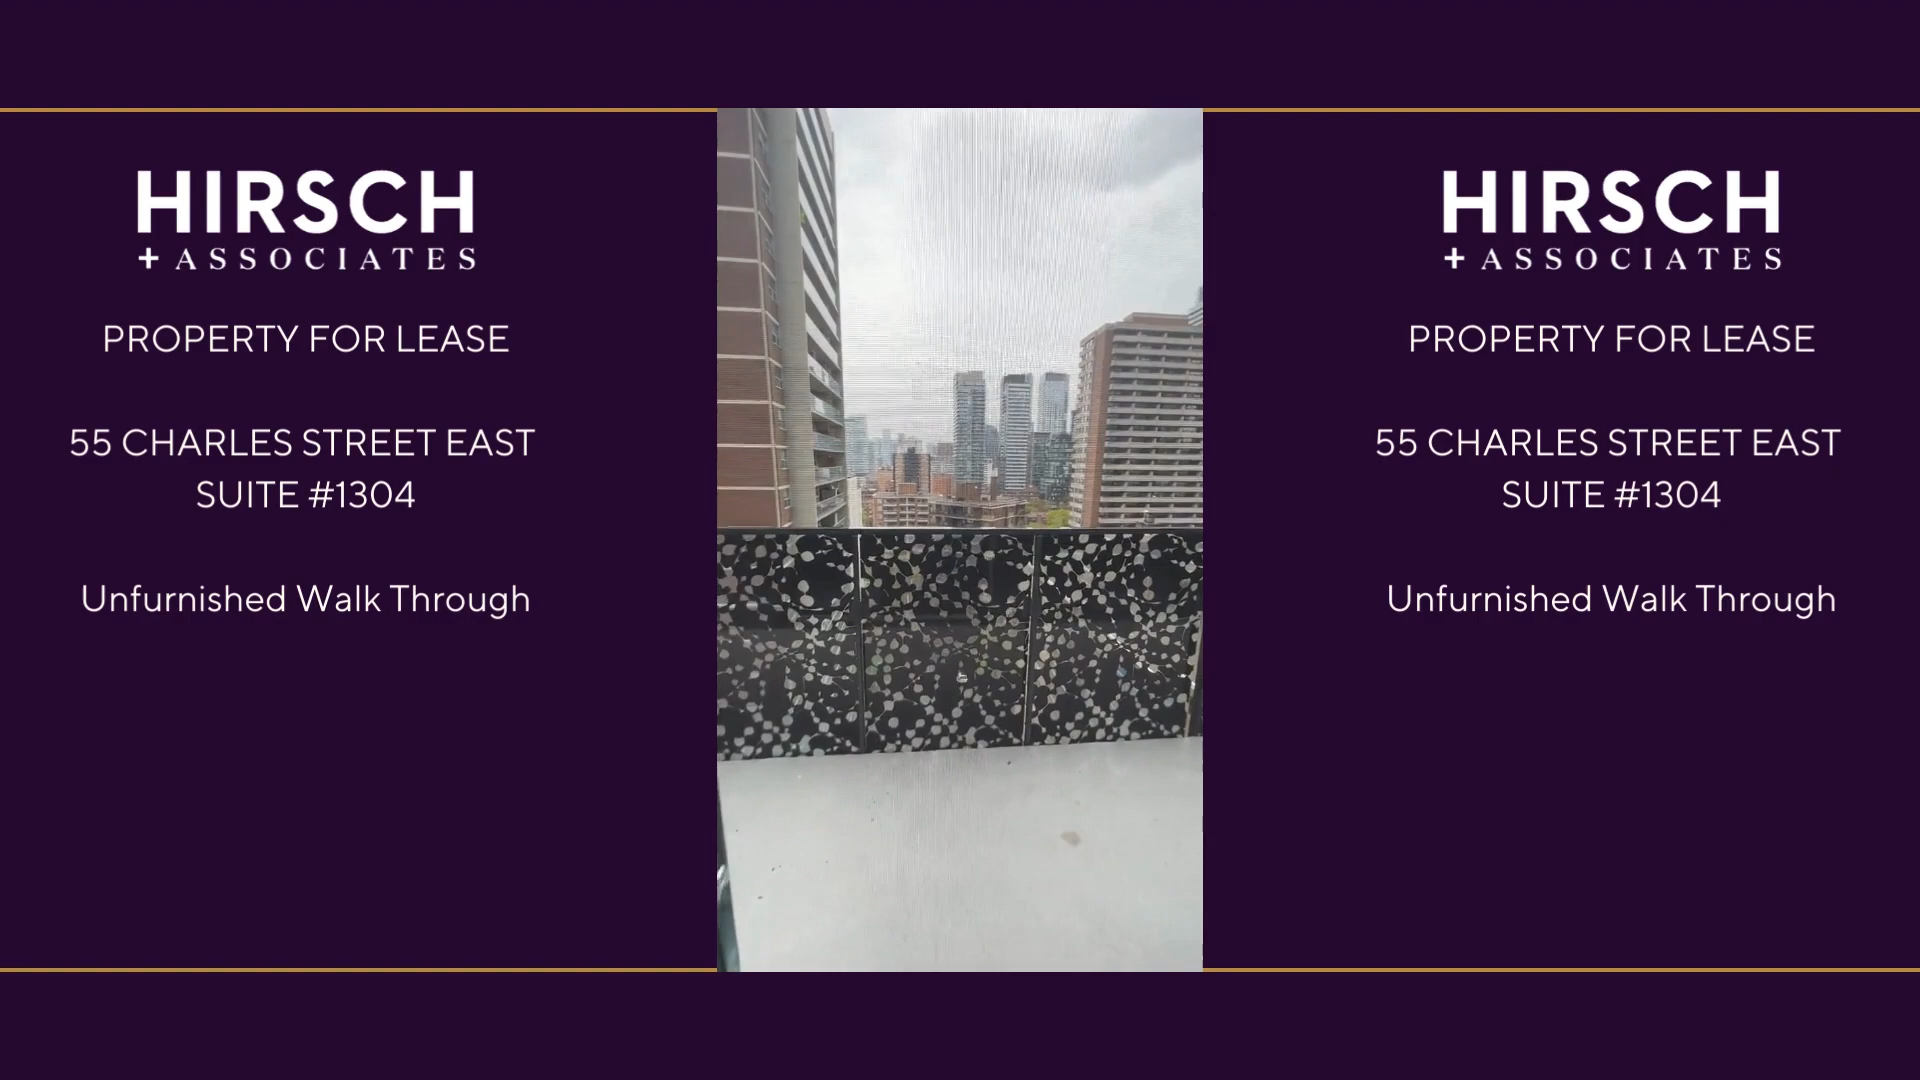 HIRSCH
+ ASSOCIATES
PROPERTY FOR LEASE
55 CHARLES STREET EAST
SUITE #1304
Unfurnished Walk Through
HIRSCH
+ ASSOCIATES
PROPERTY FOR LEASE
55 CHARLES STREET EAST
SUITE #1304
Unfurnished Walk Through